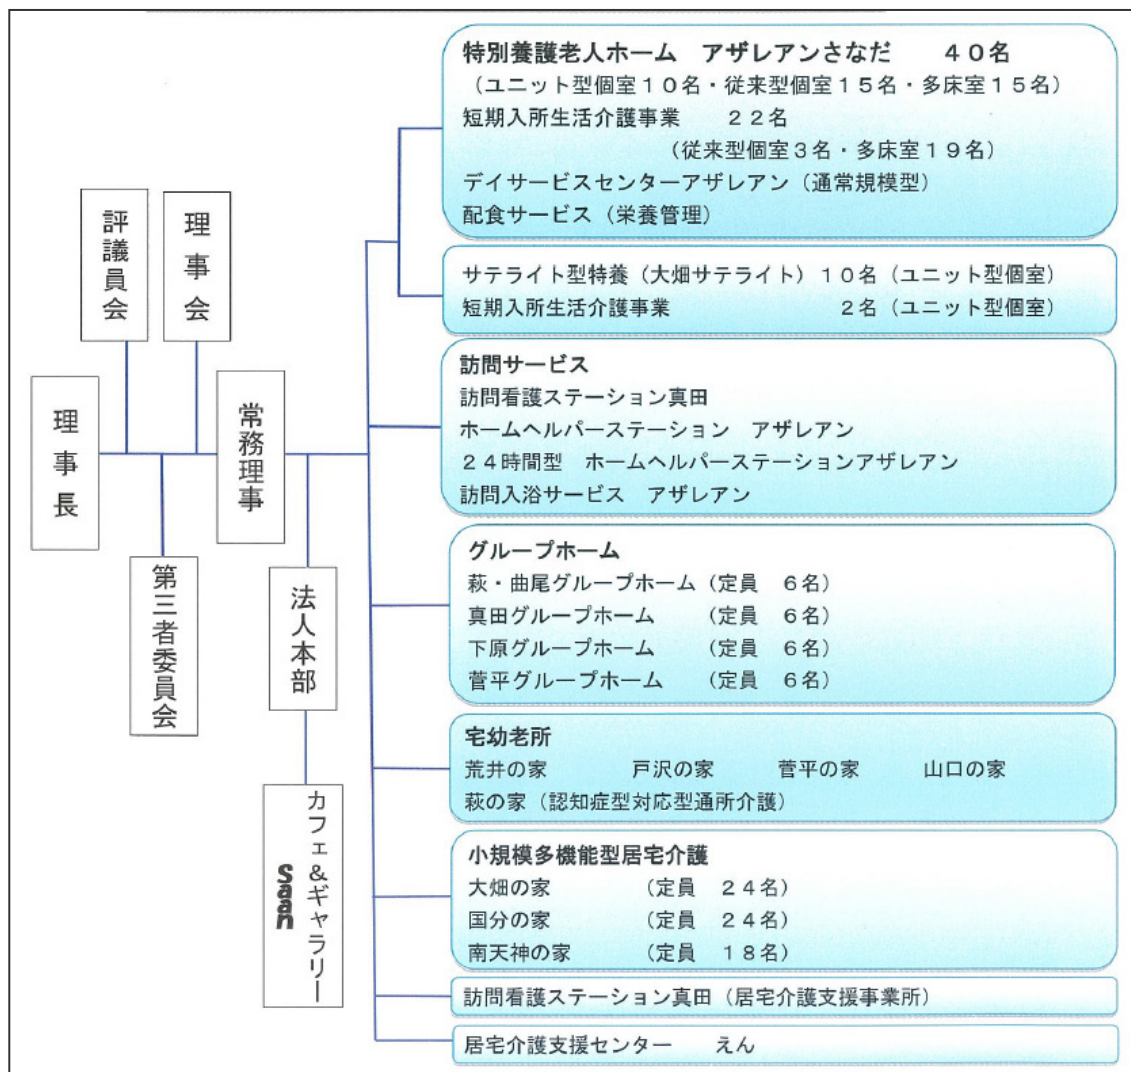 評議員会
理事会
理事長
常務理事
第三者委員会
法人本部
カフェ&ギャラリー
Saan
特別養護老人ホーム　アザレアンさなだ　　４０名
（ユニット型個室１０名・従来型個室１５名・多床室１５名）
短期入所生活介護事業　　２２名
（従来型個室３名・多床室１９名）
デイサービスセンターアザレアン（通常規模型）
配食サービス（栄養管理）
サテライト型特養（大畑サテライト）１０名（ユニット型個室）
短期入所生活介護事業　　　　　　　２名（ユニット型個室）
訪問サービス
訪問看護ステーション真田
ホームヘルパーステーション　アザレアン
２４時間型　ホームヘルパーステーションアザレアン
訪問入浴サービス　アザレアン
グループホーム
萩・曲尾グループホーム（定員　６名）
真田グループホーム　　（定員　６名）
下原グループホーム　　（定員　６名）
菅平グループホーム　　（定員　６名）
宅幼老所
荒井の家　　　戸沢の家　　　菅平の家　　　山口の家
萩の家（認知症型対応型通所介護）
小規模多機能型居宅介護
大畑の家　　　　（定員　２４名）
国分の家　　　　（定員　２４名）
南天神の家　　　（定員　１８名）
訪問看護ステーション真田（居宅介護支援事業所）
居宅介護支援センター　　えん